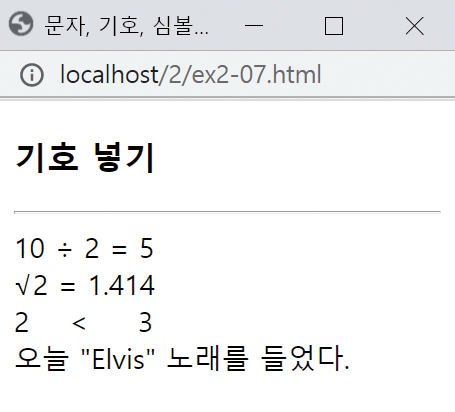 문자, 기호, 심볼...
localhost/2/ex2-07.html
기호 넣기
10 ÷ 2 = 5
√2 = 1.414
2    <    3
오늘 "Elvis" 노래를 들었다.